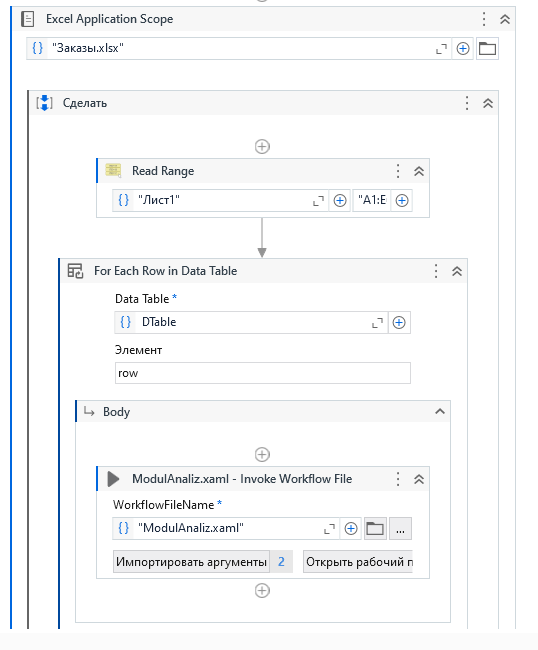 Excel Application Scope
{} "Заказы.xlsx"
Сделать
Read Range
{} "Лист1" "A1:E
For Each Row in Data Table
Data Table *
{} DTable
Элемент
row
Body
ModulAnaliz.xaml - Invoke Workflow File
WorkflowFileName *
{} "ModulAnaliz.xaml" ...
Импортировать аргументы 2 Открыть рабочий п